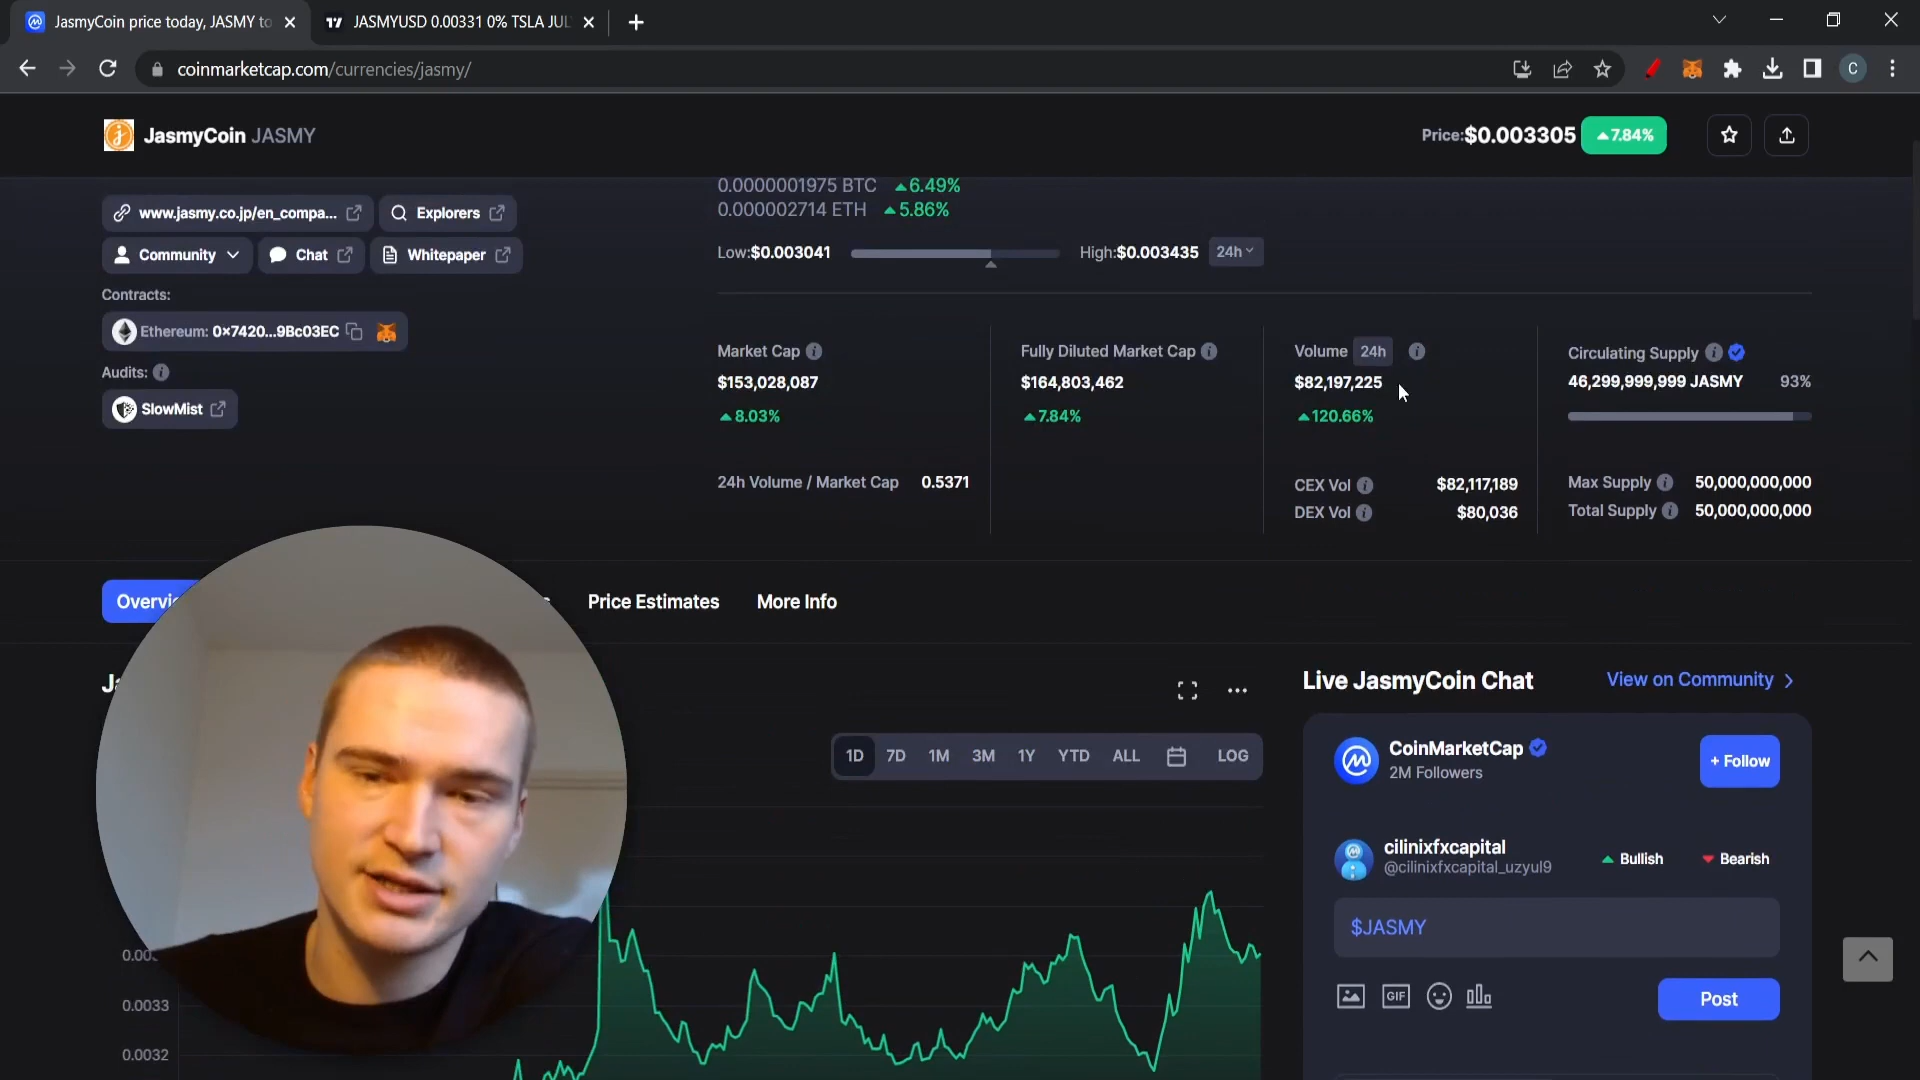 JasmyCoin price today, JASMY to
JASMYUSD 0.00331 0% TSLA JUL
coinmarketcap.com/currencies/jasmy/
C
JasmyCoin JASMY
Price:$0.003305
7.84%
0.0000001975 BTC 6.49%
0.000002714 ETH 5.86%
www.jasmy.co.jp/en_compa...
Explorers
Community
Chat
Whitepaper
Low:$0.003041
High:$0.003435
24h
Contracts:
Ethereum: 0x7420...9Bc03EC
Audits:
SlowMist
Market Cap
$153,028,087
8.03%
24h Volume / Market Cap 0.5371
Fully Diluted Market Cap
$164,803,462
7.84%
Volume 24h
$82,197,225
120.66%
CEX Vol $82,117,189
DEX Vol $80,036
Circulating Supply
46,299,999,999 JASMY 93%
Max Supply 50,000,000,000
Total Supply 50,000,000,000
Price Estimates
More Info
1D 7D 1M 3M 1Y YTD ALL LOG
0.0033
0.0032
Live JasmyCoin Chat
View on Community
CoinMarketCap
2M Followers
+ Follow
cilinixfxcapital
@cilinixfxcapital_uzyul9
Bullish
Bearish
$JASMY
GIF
Post